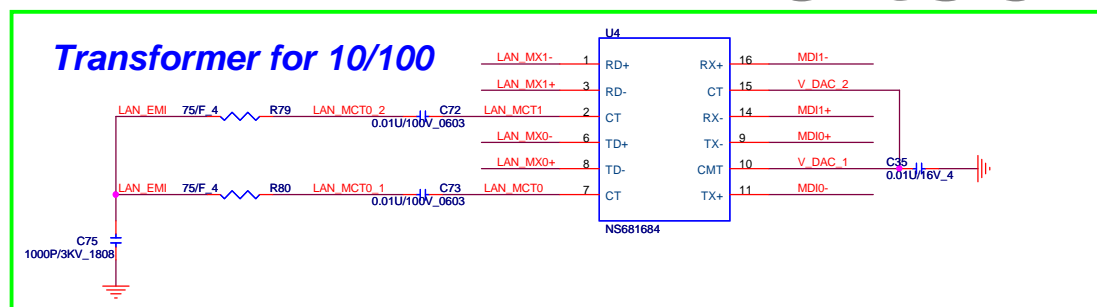 U4
Transformer for 10/100
LAN_MX1- 1 RD+ RX+ 16 MDI1-
LAN_MX1+ 3 RD- CT 15 V_DAC_2
LAN_EMI 75/F_4 R79 LAN_MCT0_2 C72 LAN_MCT1 2 CT RX- 14 MDI1+
0.01U/100V_0603
LAN_MX0- 6 TD+ TX- 9 MDI0+
LAN_MX0+ 8 TD- CMT 10 V_DAC_1 C35
0.01U/16V_4
LAN_EMI 75/F_4 R80 LAN_MCT0_1 C73 LAN_MCT0 7 CT TX+ 11 MDI0-
0.01U/100V_0603
NS681684
C75
1000P/3KV_1808